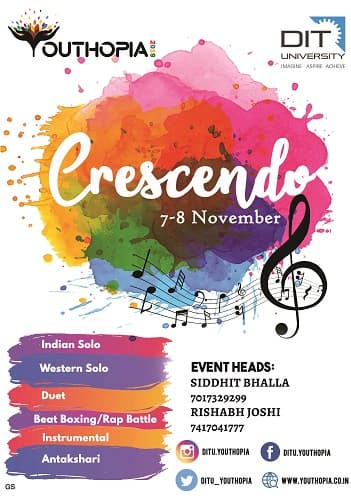 YOUTHOPIA 2019
DIT
UNIVERSITY
IMAGINE ASPIRE ACHIEVE
Crescendo
7-8 November
Indian Solo
Western Solo
Duet
Beat Boxing/Rap Battle
Instrumental
Antakshari
EVENT HEADS:
SIDDHIT BHALLA
7017329299
RISHABH JOSHI
7417041777
DITU.YOUTHOPIA
DITU.YOUTHOPIA
DITU_YOUTHOPIA
WWW.YOUTHOPIA.CO.IN
GS